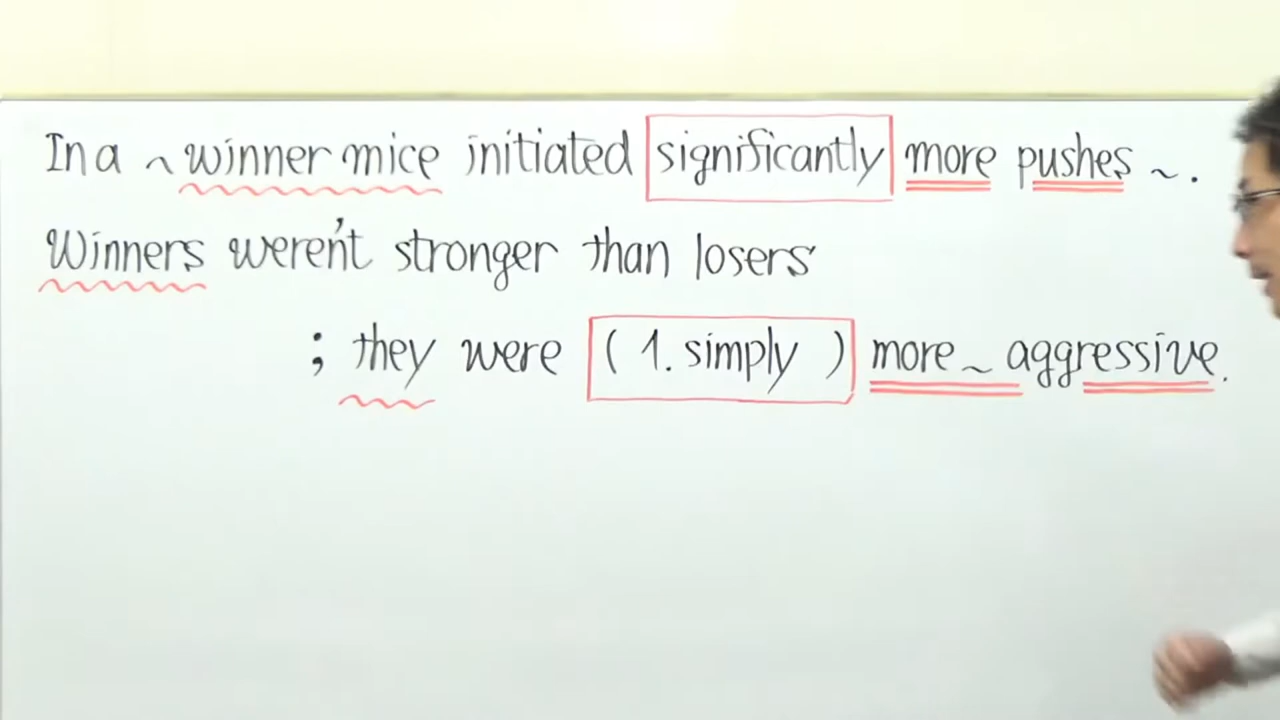 In a ~ winner mice initiated significantly more pushes ~.
Winners weren't stronger than losers
; they were (1. simply) more ~ aggressive.